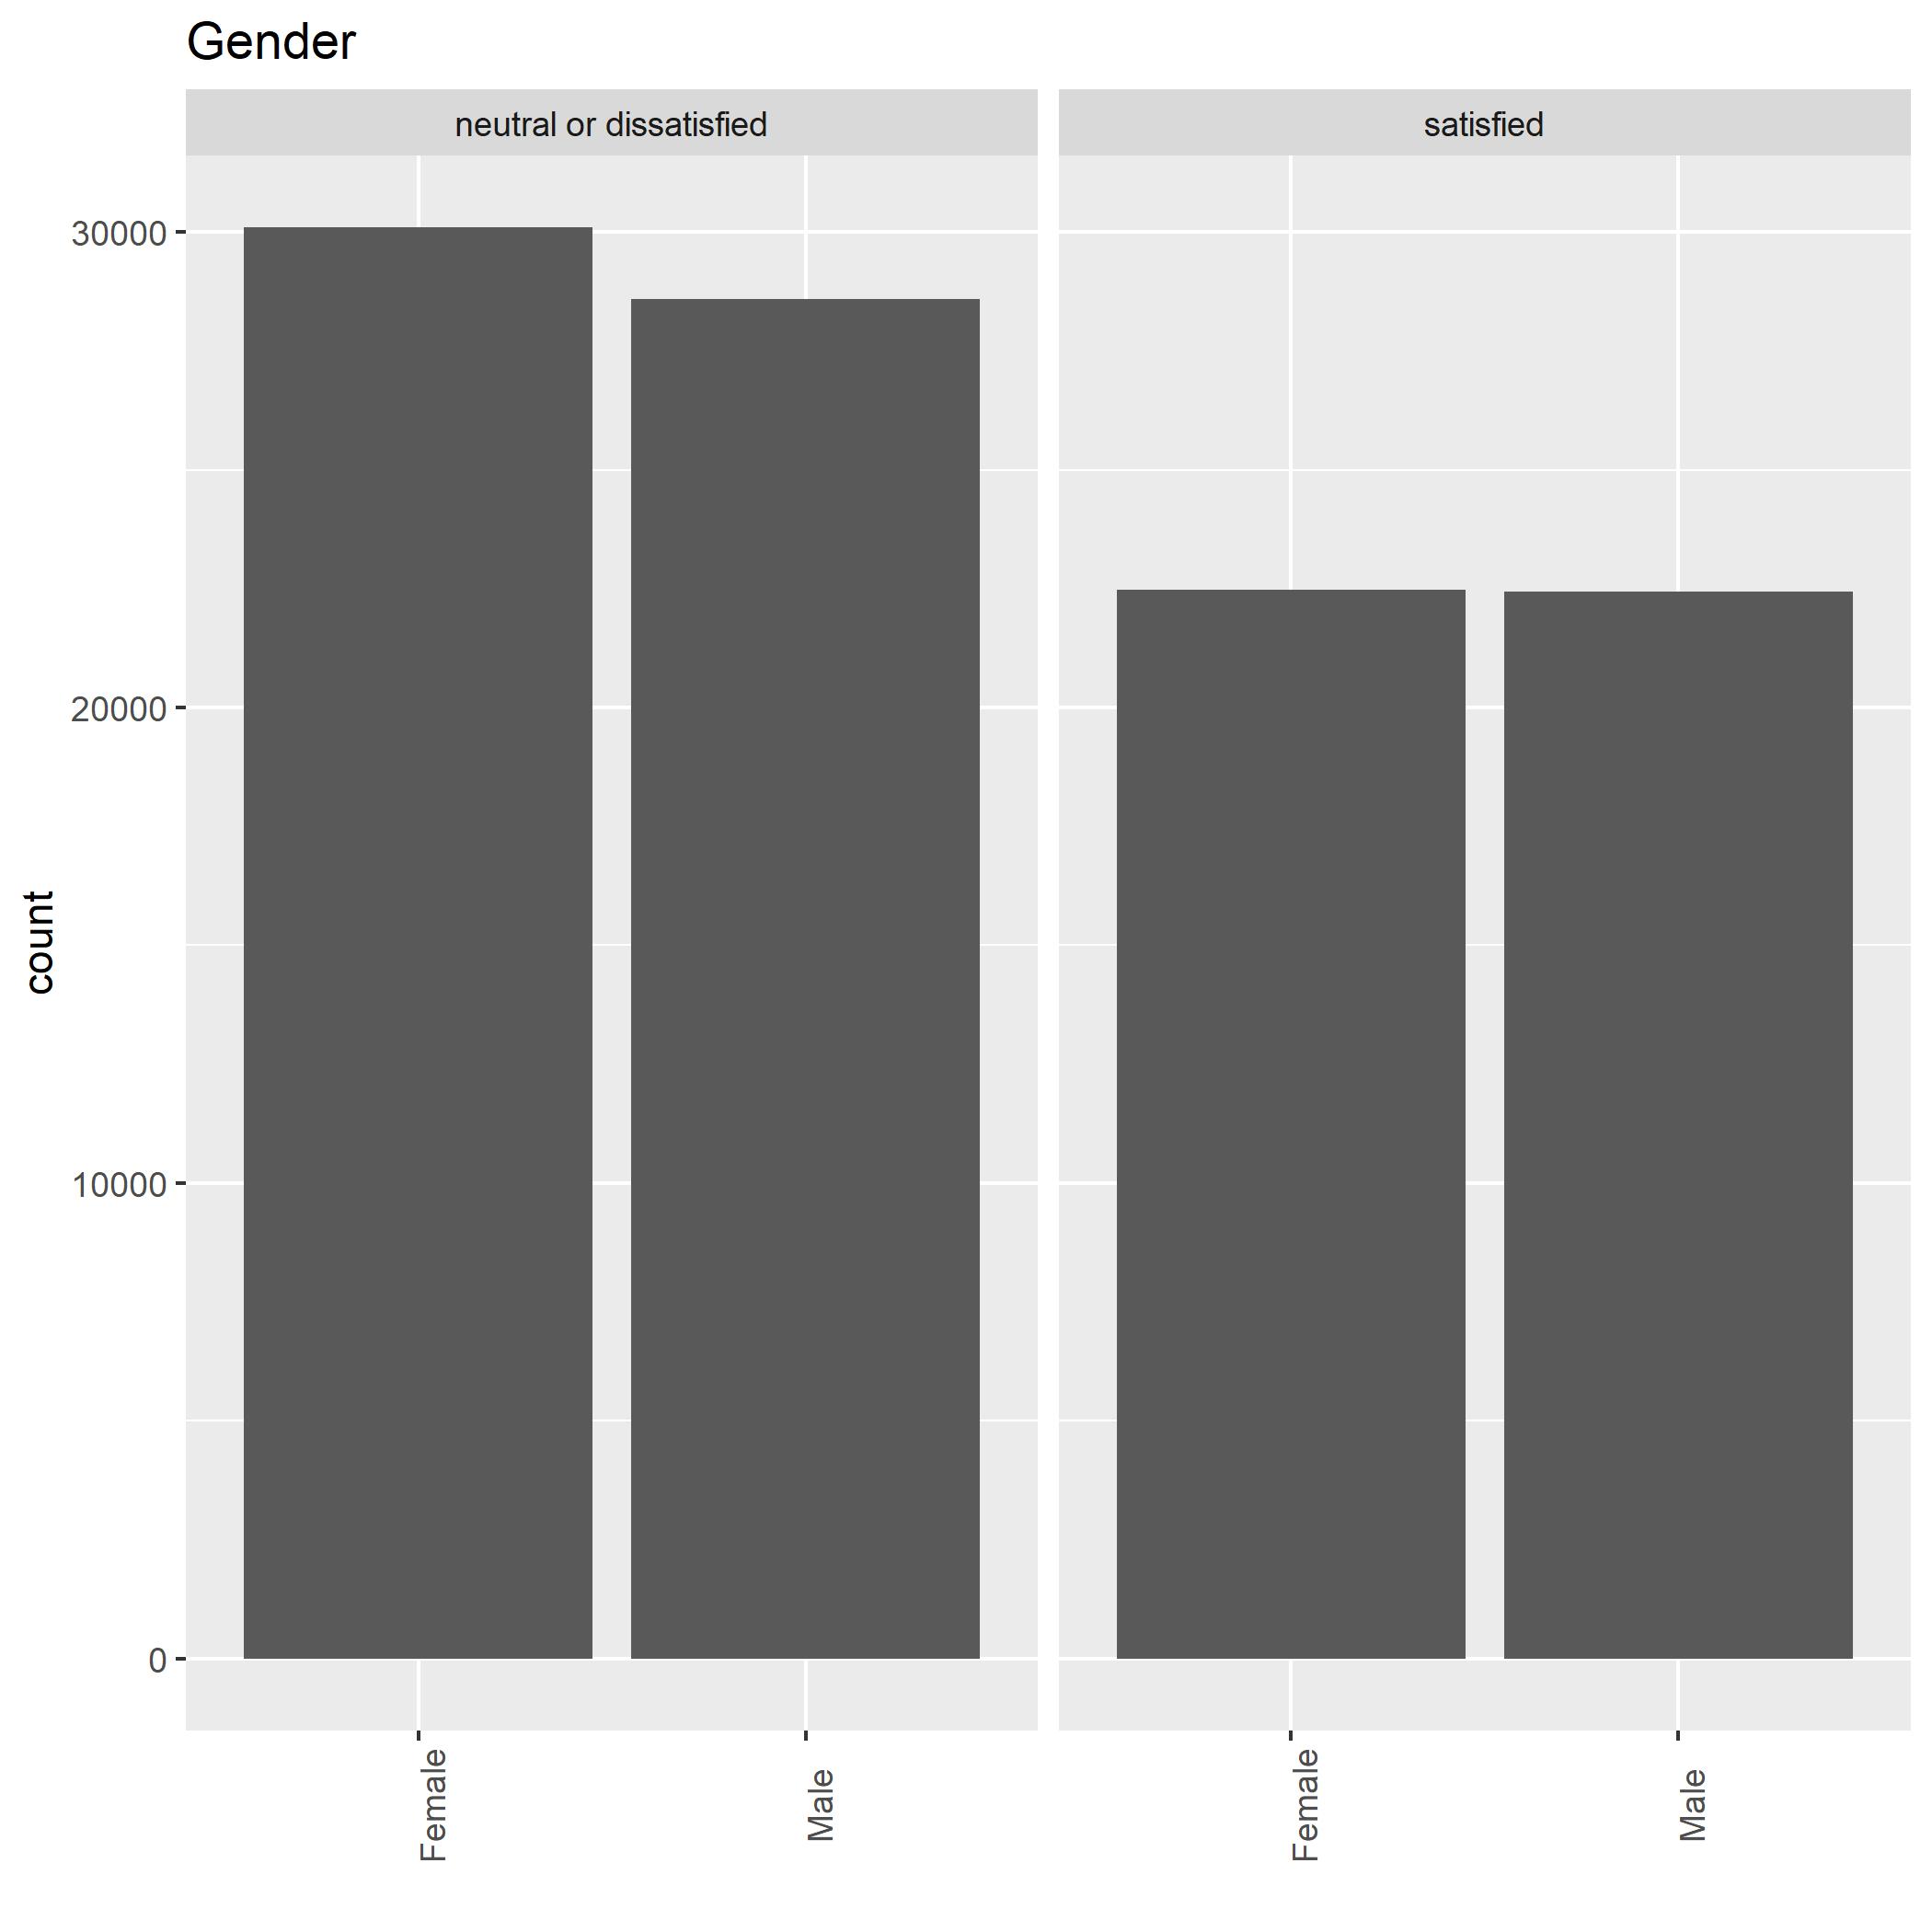 Gender
neutral or dissatisfied
satisfied
30000
20000
10000
0
count
Female
Male
Female
Male